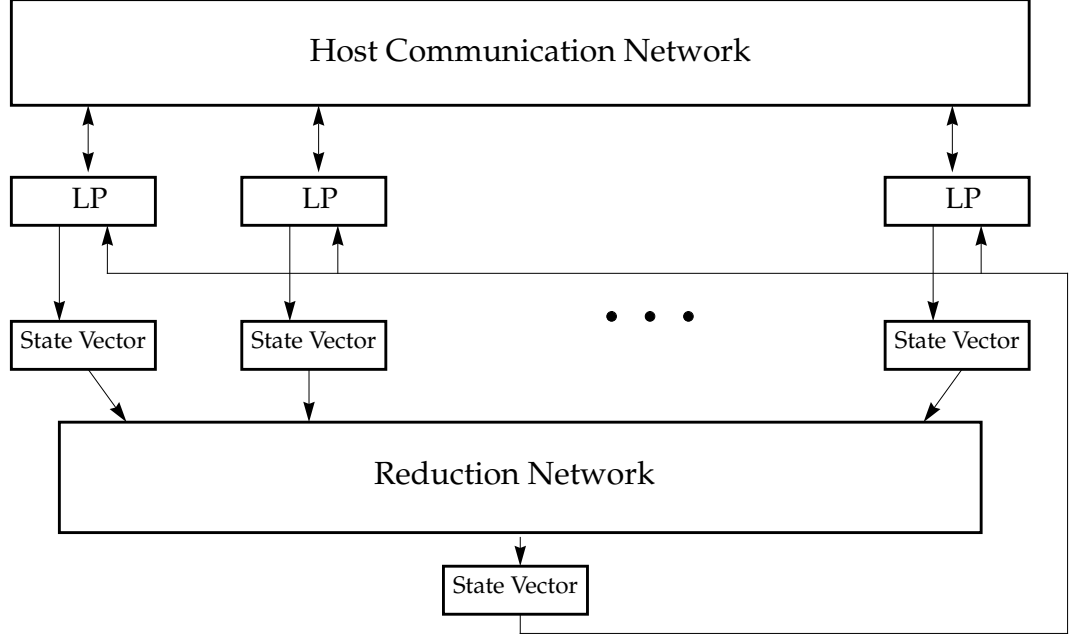 Host Communication Network
LP
LP
LP
State Vector
State Vector
State Vector
Reduction Network
State Vector